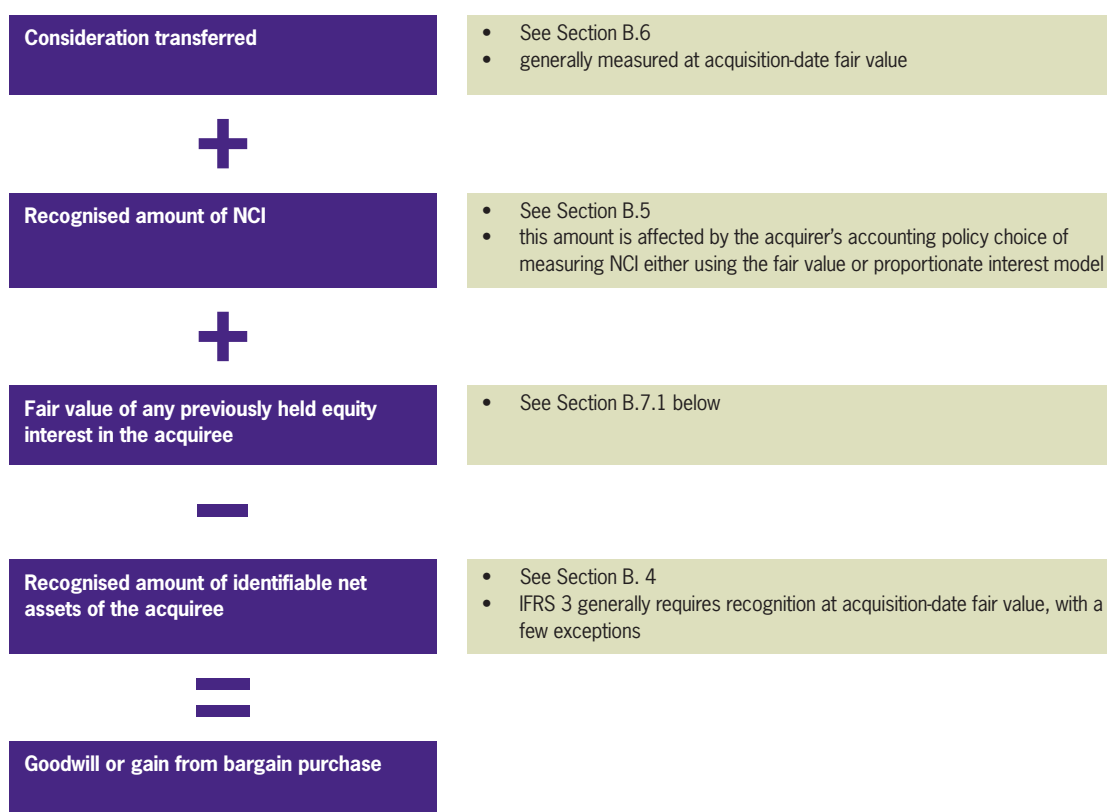 Consideration transferred
• See Section B.6
• generally measured at acquisition-date fair value
+
Recognised amount of NCI
• See Section B.5
• this amount is affected by the acquirer's accounting policy choice of
measuring NCI either using the fair value or proportionate interest model
+
Fair value of any previously held equity
interest in the acquiree
• See Section B.7.1 below
–
Recognised amount of identifiable net
assets of the acquiree
• See Section B. 4
• IFRS 3 generally requires recognition at acquisition-date fair value, with a
few exceptions
=
Goodwill or gain from bargain purchase